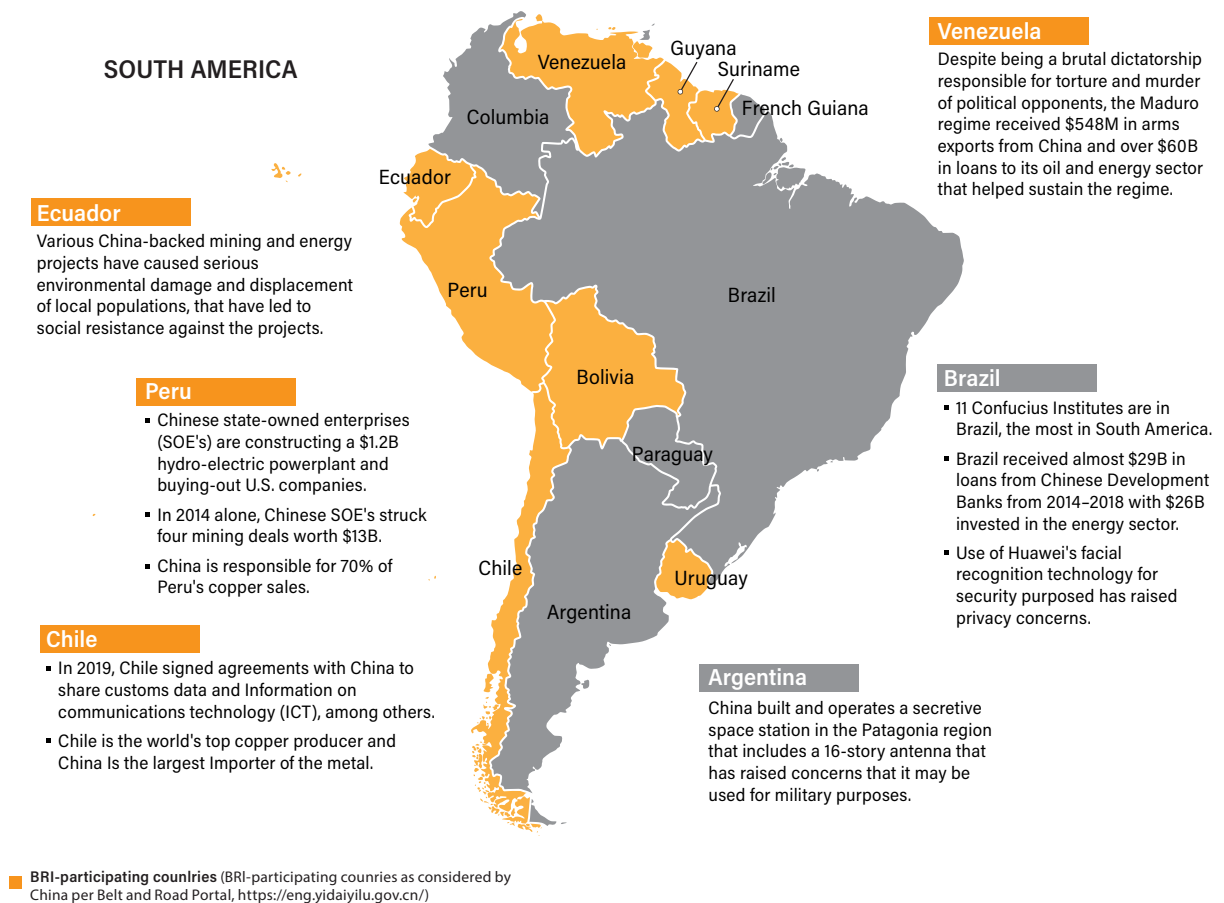 SOUTH AMERICA
Venezuela
Guyana
Suriname
French Guiana
Columbia
Ecuador
Peru
Brazil
Bolivia
Paraguay
Chile
Uruguay
Argentina
Venezuela
Despite being a brutal dictatorship
responsible for torture and murder
of political opponents, the Maduro
regime received $548M in arms
exports from China and over $60B
in loans to its oil and energy sector
that helped sustain the regime.
Ecuador
Various China-backed mining and energy
projects have caused serious
environmental damage and displacement
of local populations, that have led to
social resistance against the projects.
Peru
▪ Chinese state-owned enterprises
(SOE's) are constructing a $1.2B
hydro-electric powerplant and
buying-out U.S. companies.
▪ In 2014 alone, Chinese SOE's struck
four mining deals worth $13B.
▪ China is responsible for 70% of
Peru's copper sales.
Brazil
▪ 11 Confucius Institutes are in
Brazil, the most in South America.
▪ Brazil received almost $29B in
loans from Chinese Development
Banks from 2014–2018 with $26B
invested in the energy sector.
▪ Use of Huawei's facial
recognition technology for
security purposed has raised
privacy concerns.
Chile
▪ In 2019, Chile signed agreements with China to
share customs data and Information on
communications technology (ICT), among others.
▪ Chile is the world's top copper producer and
China Is the largest Importer of the metal.
Argentina
China built and operates a secretive
space station in the Patagonia region
that includes a 16-story antenna that
has raised concerns that it may be
used for military purposes.
BRI-participating counlries (BRI-participating counries as considered by
China per Belt and Road Portal, https://eng.yidaiyilu.gov.cn/)